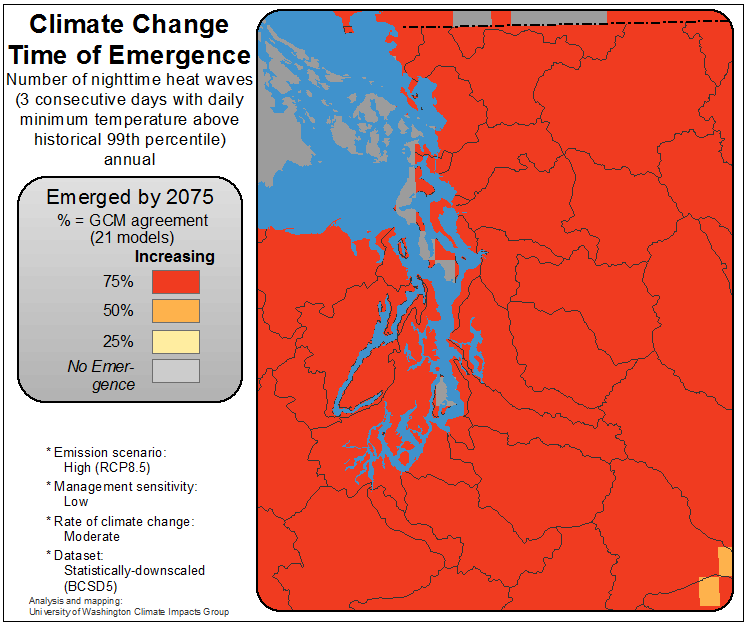 Climate Change
Time of Emergence
Number of nighttime heat waves
(3 consecutive days with daily
minimum temperature above
historical 99th percentile)
annual
Emerged by 2075
% = GCM agreement
(21 models)
Increasing
75%
50%
25%
No Emer-
gence
* Emission scenario:
High (RCP8.5)
* Management sensitivity:
Low
* Rate of climate change:
Moderate
* Dataset:
Statistically-downscaled
(BCSD5)
Analysis and mapping:
University of Washington Climate Impacts Group